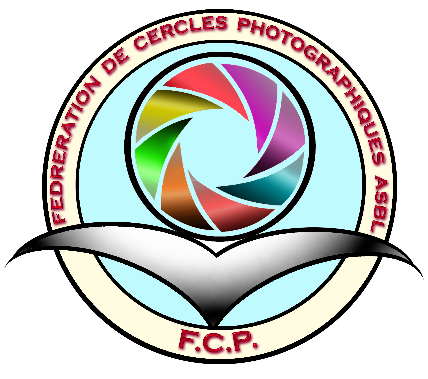 FEDRERATION DE CERCLES PHOTOGRAPHIQUES ASBL
F.C.P.